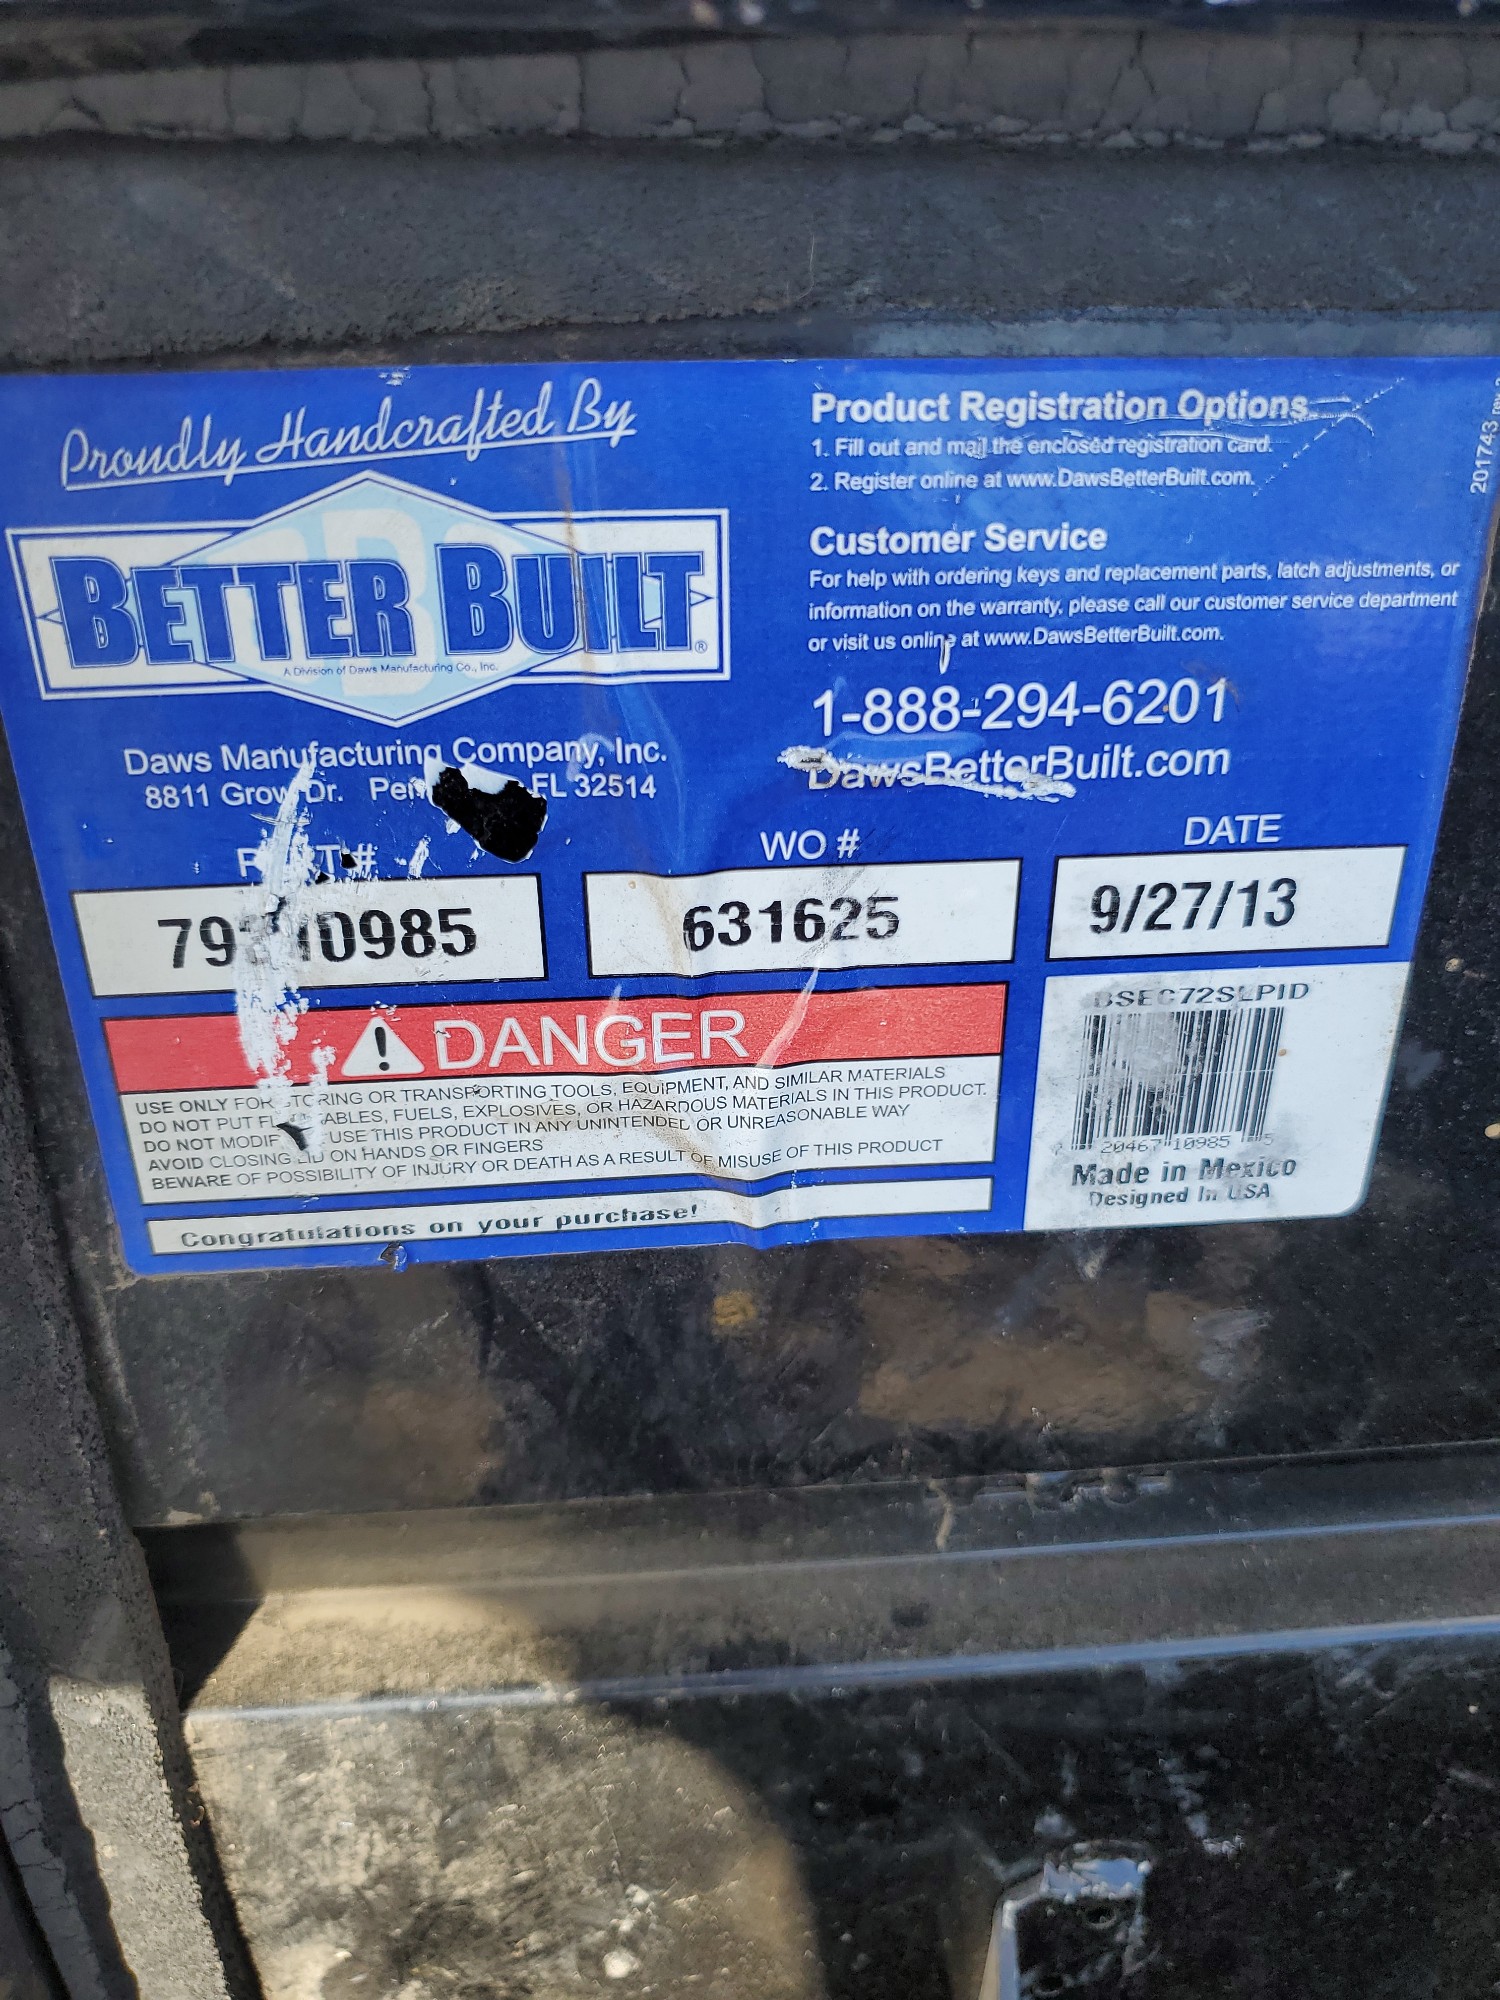 Proudly Handcrafted By
BETTER BUILT®
A Division of Daws Manufacturing Co., Inc.
Daws Manufacturing Company, Inc.
8811 Grow Dr. FL 32514
Product Registration Options
1. Fill out and mail the enclosed registration card.
2. Register online at www.DawsBetterBuilt.com.
Customer Service
For help with ordering keys and replacement parts, latch adjustments, or
information on the warranty, please call our customer service department
or visit us online at www.DawsBetterBuilt.com.
1-888-294-6201
DawsBetterBuilt.com
201743
#
WO #
631625
DATE
9/27/13
DANGER
USE ONLY FOR STORING OR TRANSPORTING TOOLS, EQUIPMENT, AND SIMILAR MATERIALS
DO NOT PUT FUELS, EXPLOSIVES, OR HAZARDOUS MATERIALS IN THIS PRODUCT.
DO NOT USE THIS PRODUCT IN ANY UNINTENDED OR UNREASONABLE WAY
AVOID CLOSING LID ON HANDS OR FINGERS
BEWARE OF POSSIBILITY OF INJURY OR DEATH AS A RESULT OF MISUSE OF THIS PRODUCT
Congratulations on your purchase!
20467 10985 5
Made in Mexico
Designed In USA